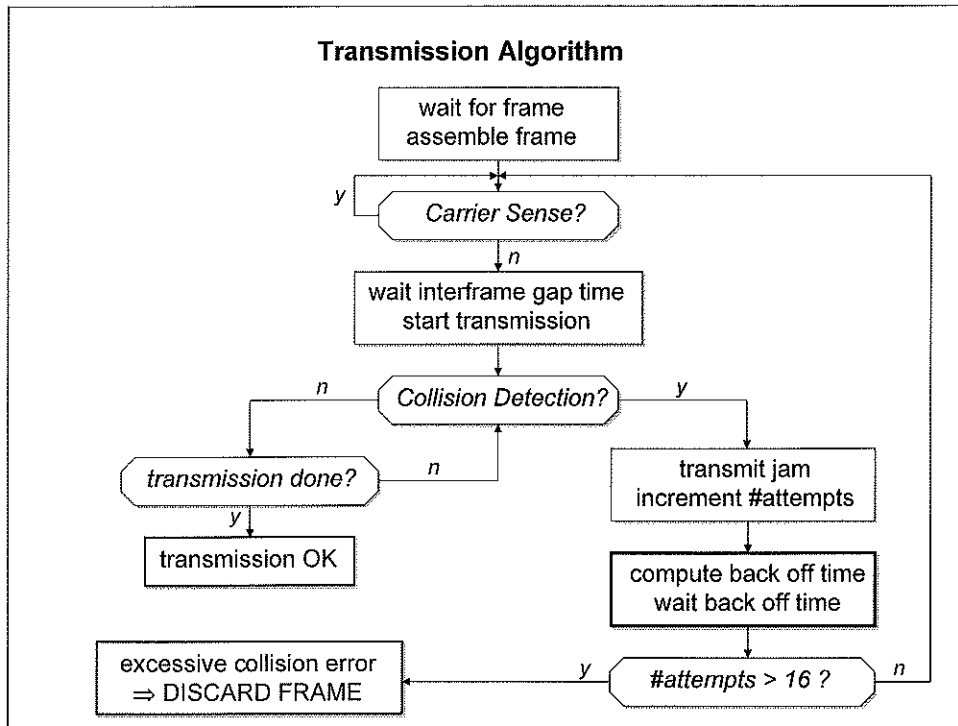 Transmission Algorithm
wait for frame
assemble frame
y
Carrier Sense?
n
wait interframe gap time
start transmission
n
Collision Detection?
y
transmission done?
n
transmit jam
increment #attempts
y
transmission OK
compute back off time
wait back off time
excessive collision error
⇒ DISCARD FRAME
y
#attempts > 16 ?
n